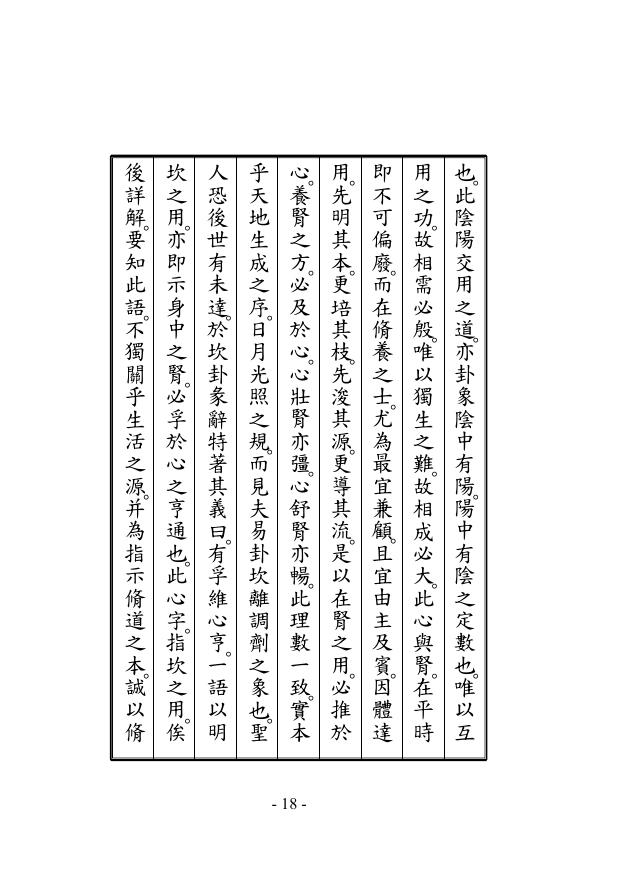 也。此陰陽交用之道。亦卦象陰中有陽。陽中有陰之定數也。唯以互
用之功。故相需必殷。唯以獨生之難。故相成必大。此心與腎。在平時
即不可偏廢。而在脩養之士。尤為最宜兼顧。且宜由主及賓。因體達
用。先明其本。更培其枝。先浚其源。更導其流。是以在腎之用。必推於
心。養腎之方。必及於心。心壯腎亦彊。心舒腎亦暢。此理數一致。實本
乎天地生成之序。日月光照之規。而見夫易卦坎離調劑之象也。聖
人恐後世有未達。於坎卦彖辭特著其義曰。有孚維心亨。一語以明
坎之用。亦即示身中之腎。必孚於心之亨通也。此心字。指坎之用。俟
後詳解。要知此語。不獨關乎生活之源。并為指示脩道之本。誠以脩
- 18 -